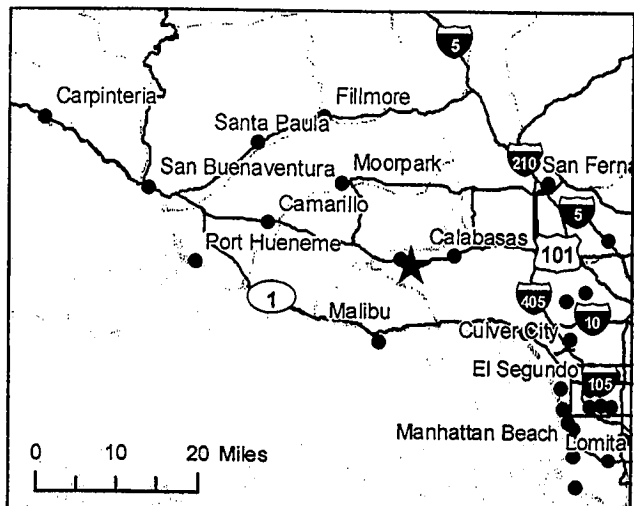 5
Carpinteria
Fillmore
Santa Paula
210
San Buenaventura
Moorpark
San Ferna
Camarillo
5
Port Hueneme
Calabasas
101
1
405
Malibu
10
Culver City
El Segundo
105
Manhattan Beach
Lomita
0 10 20 Miles